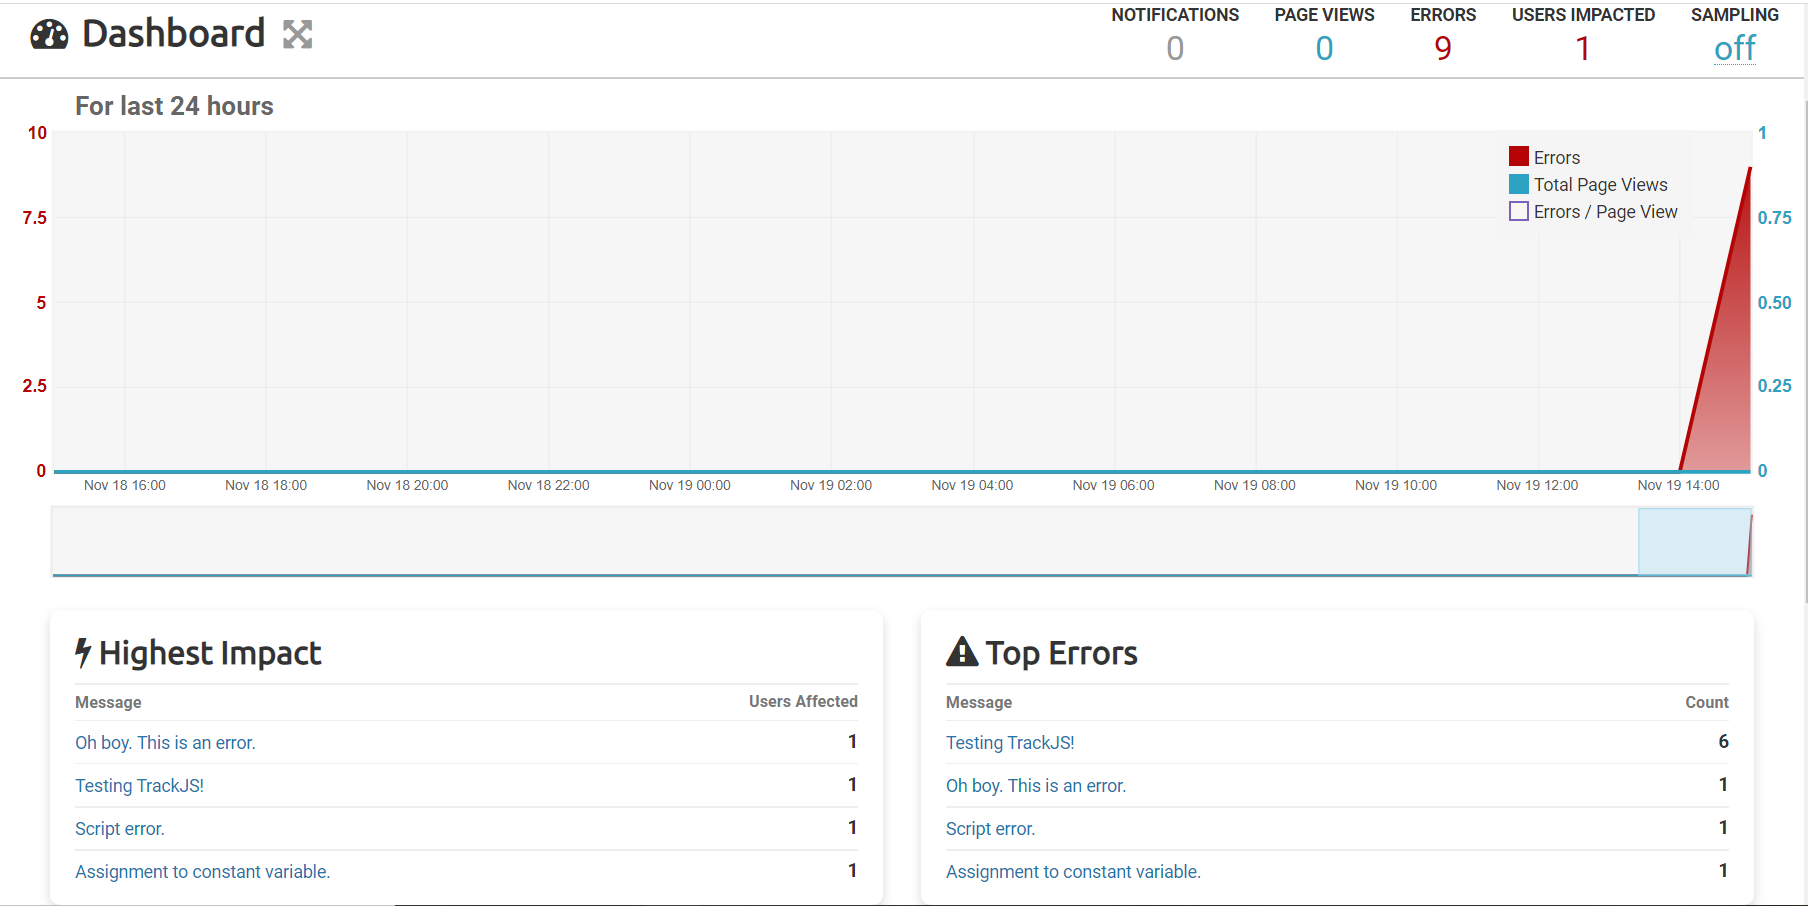 Dashboard
NOTIFICATIONS PAGE VIEWS ERRORS USERS IMPACTED SAMPLING
0 0 9 1 off
For last 24 hours
10 1
Errors
Total Page Views
Errors / Page View
7.5 0.75
5 0.50
2.5 0.25
0 0
Nov 18 16:00 Nov 18 18:00 Nov 18 20:00 Nov 18 22:00 Nov 19 00:00 Nov 19 02:00 Nov 19 04:00 Nov 19 06:00 Nov 19 08:00 Nov 19 10:00 Nov 19 12:00 Nov 19 14:00
Highest Impact
Message Users Affected
Oh boy. This is an error. 1
Testing TrackJS! 1
Script error. 1
Assignment to constant variable. 1
Top Errors
Message Count
Testing TrackJS! 6
Oh boy. This is an error. 1
Script error. 1
Assignment to constant variable. 1